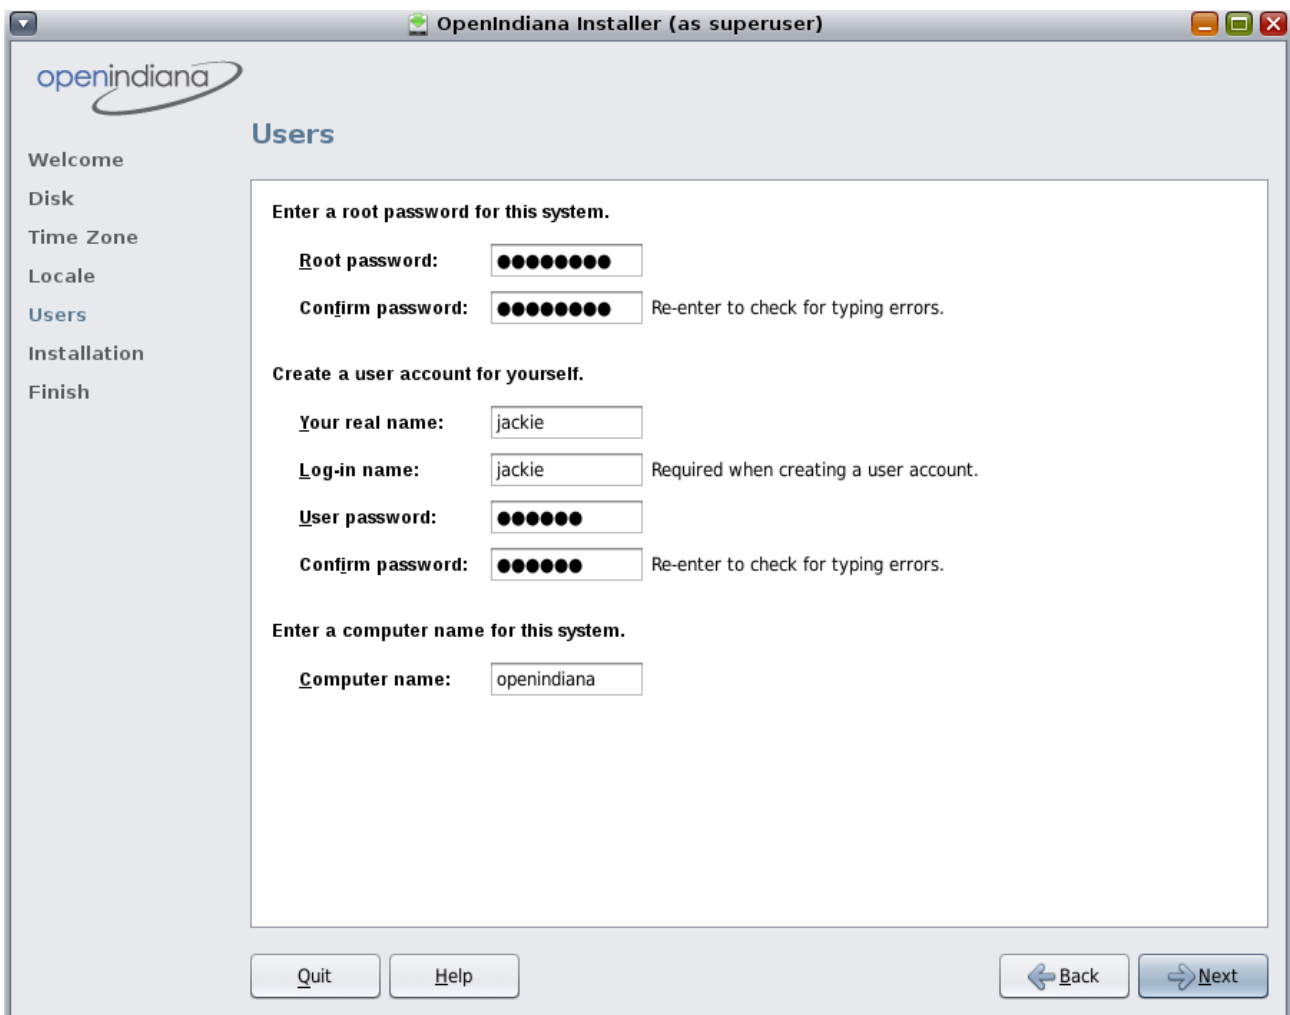 OpenIndiana Installer (as superuser)
openindiana
Users
Welcome
Disk
Time Zone
Locale
Users
Installation
Finish
Enter a root password for this system.
Root password: ●●●●●●●●
Confirm password: ●●●●●●●● Re-enter to check for typing errors.
Create a user account for yourself.
Your real name: jackie
Log-in name: jackie Required when creating a user account.
User password: ●●●●●●
Confirm password: ●●●●●● Re-enter to check for typing errors.
Enter a computer name for this system.
Computer name: openindiana
Quit Help Back Next